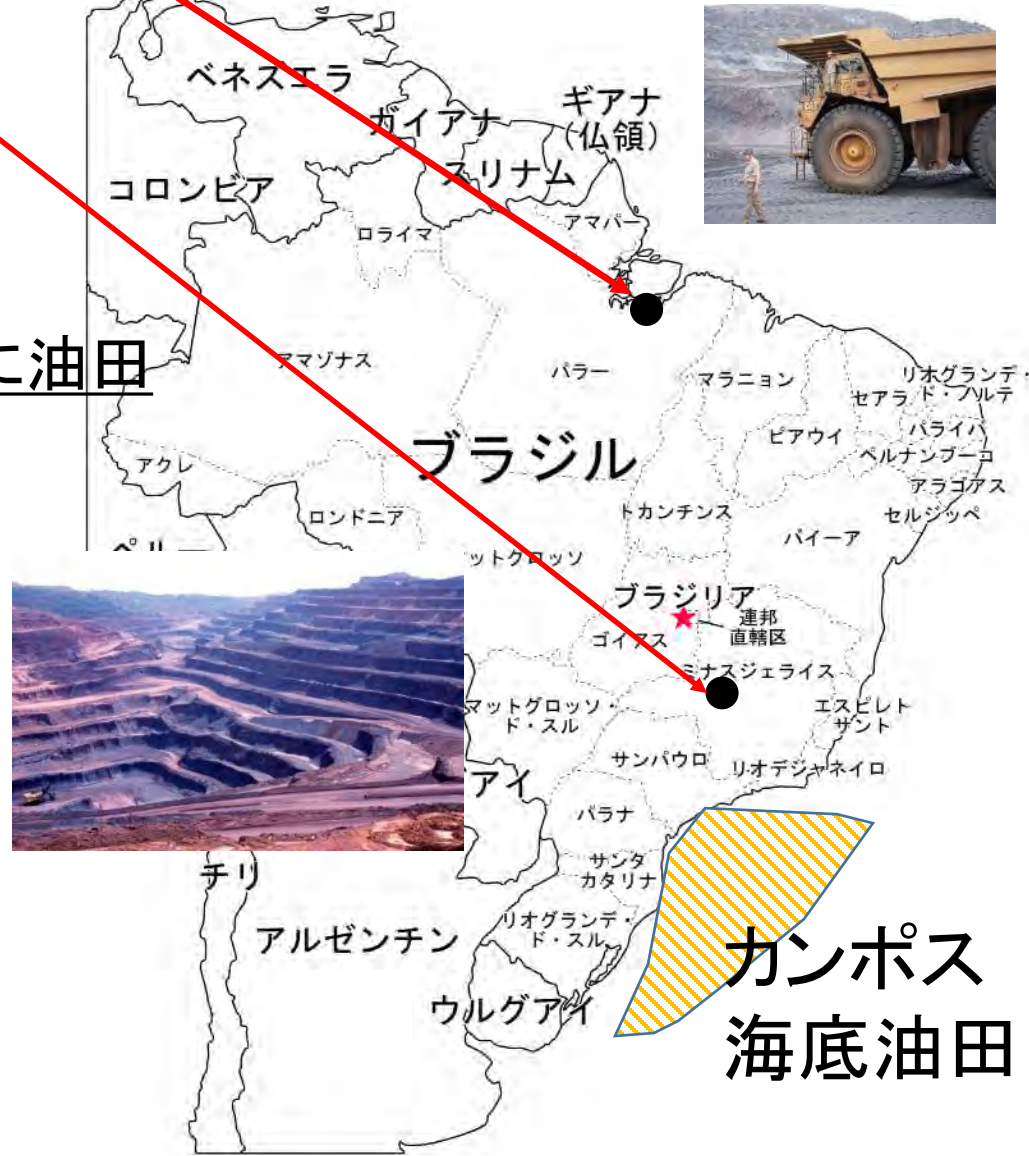 ベネズエラ
ガイアナ
ギアナ
(仏領)
スリナム
コロンビア
アマパー
ロライマ
に油田
アマゾナス
パラー
マラニョン
リオグランデ・
ド・ノルテ
セアラ
パライバ
ピアウイ
ブラジル
ペルナンブーコ
アクレ
アラゴアス
トカンチンス
セルジッペ
ロンドニア
バイーア
ットグロッソ
ブラジリア
連邦
直轄区
ゴイアス
ミナスジェライス
マットグロッソ・
ド・スル
エスピレト
サント
サンパウロ
リオデジャネイロ
アイ
パラナ
サンタ
カタリナ
チリ
リオグランデ・
ド・スル
アルゼンチン
ウルグアイ
カンポス
海底油田